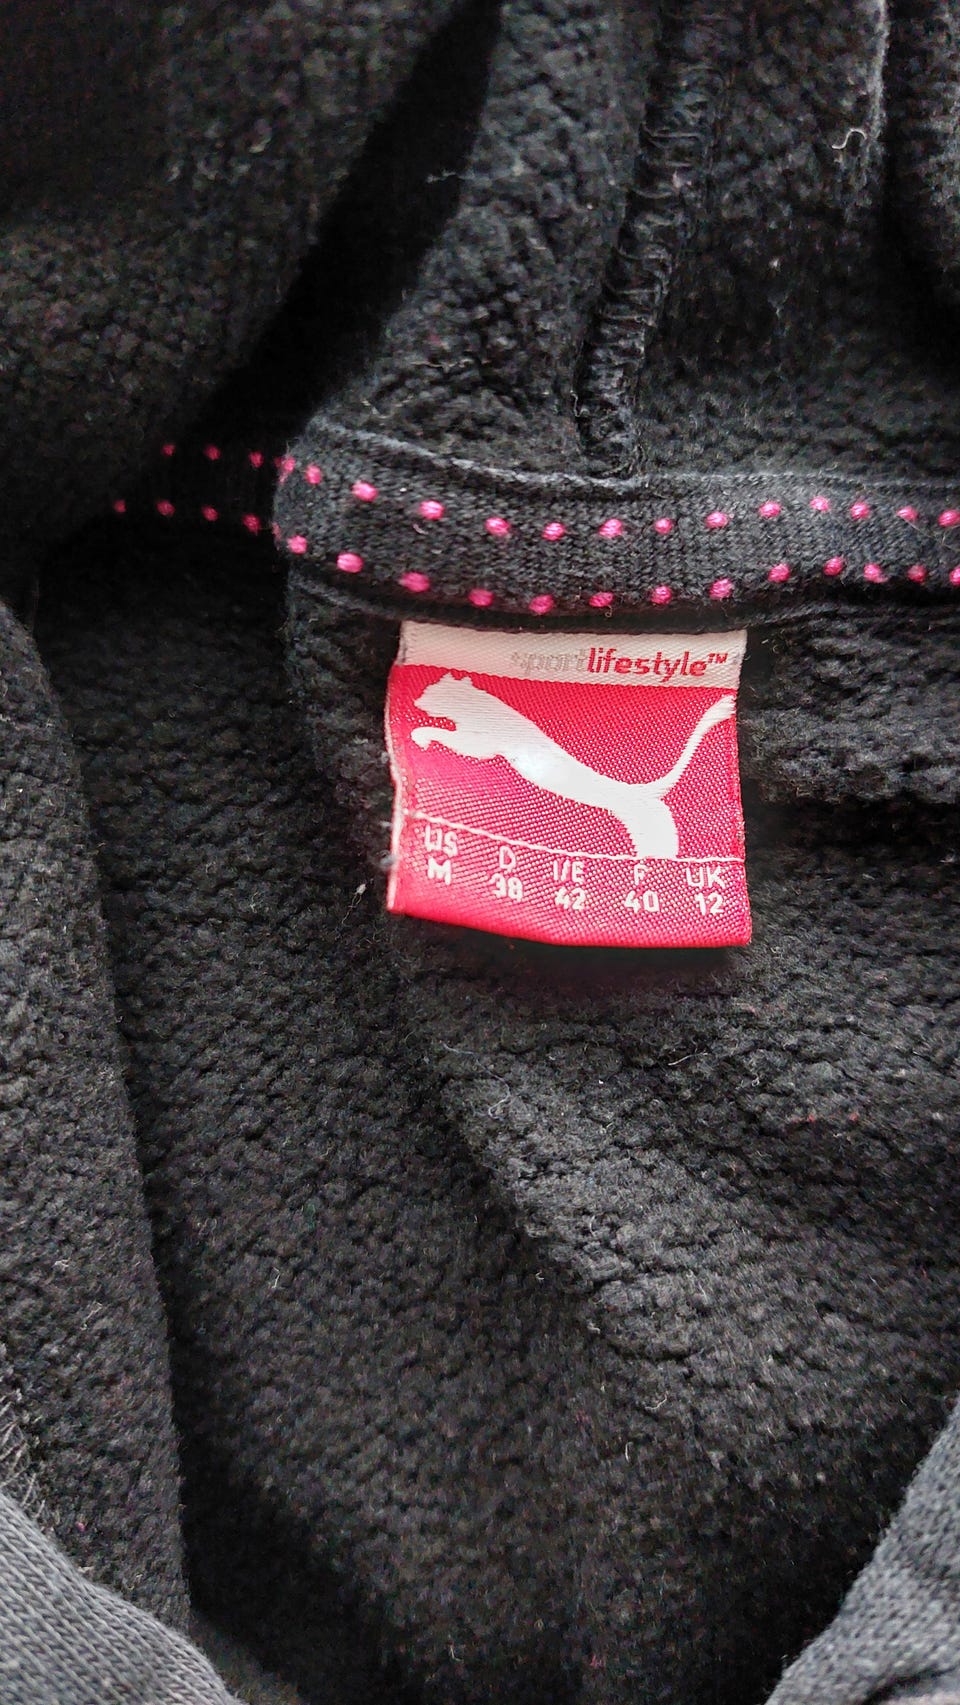 sportlifestyle™
US D I/E F UK
M 38 42 40 12